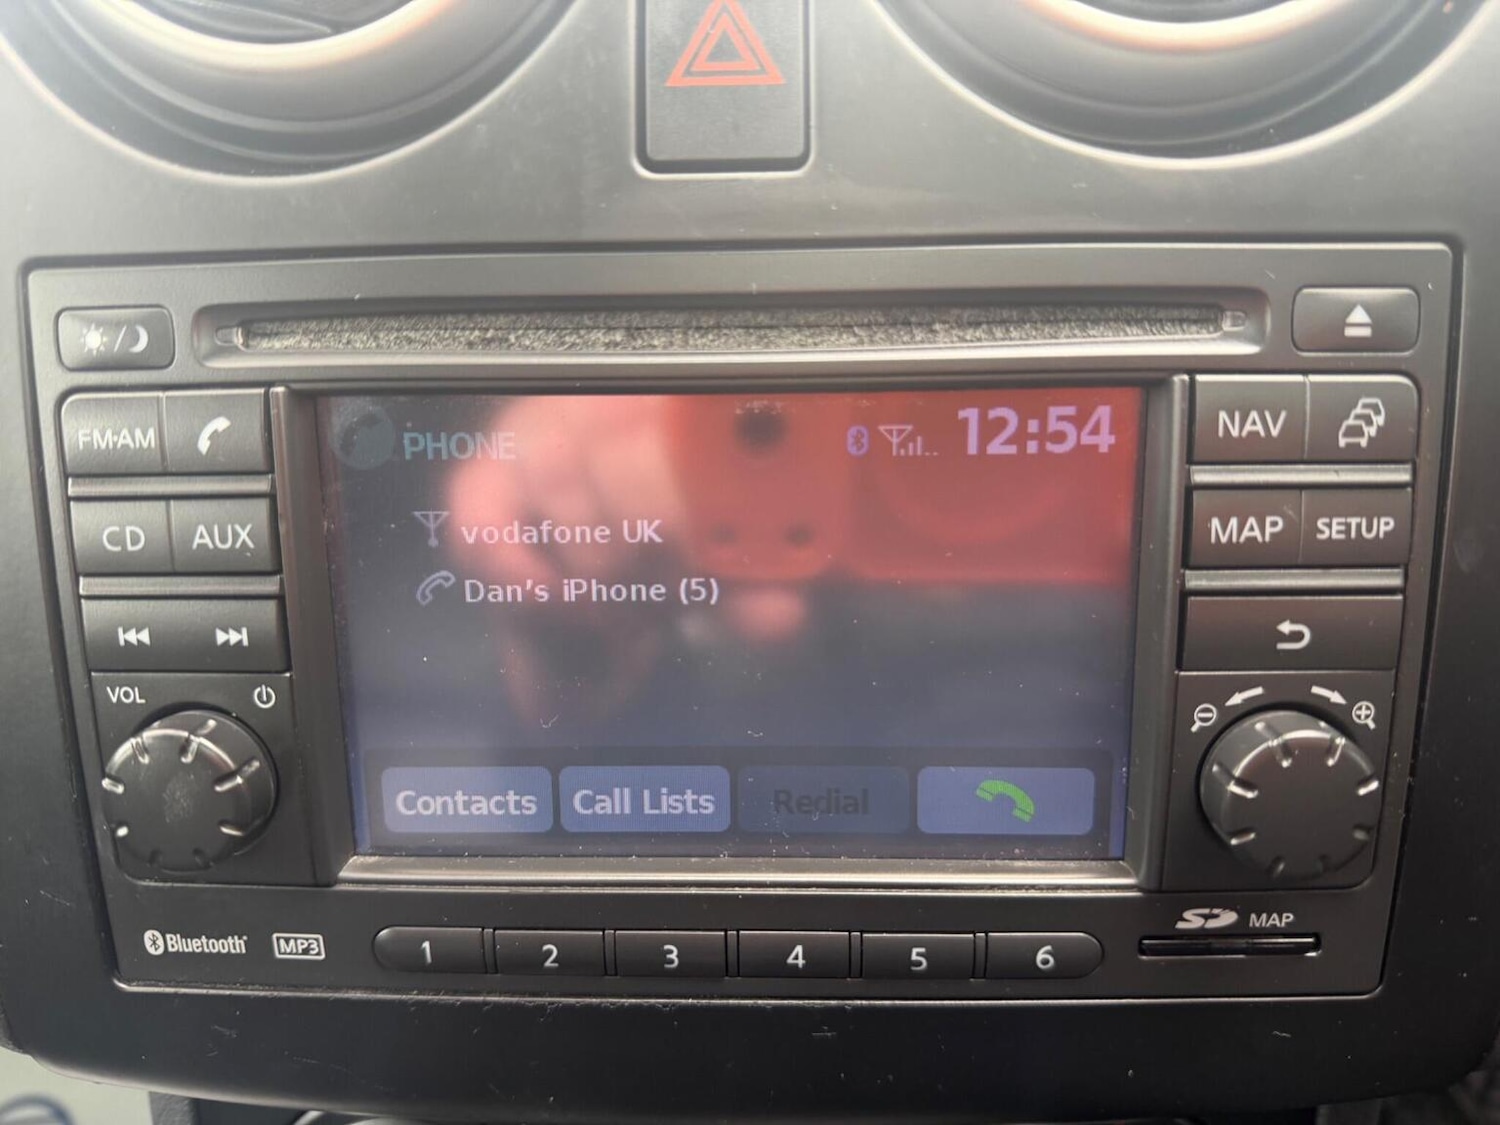 FM·AM
CD AUX
VOL
PHONE 12:54
vodafone UK
Dan's iPhone (5)
Contacts Call Lists Redial
NAV
MAP SETUP
Bluetooth MP3
1 2 3 4 5 6
SD MAP